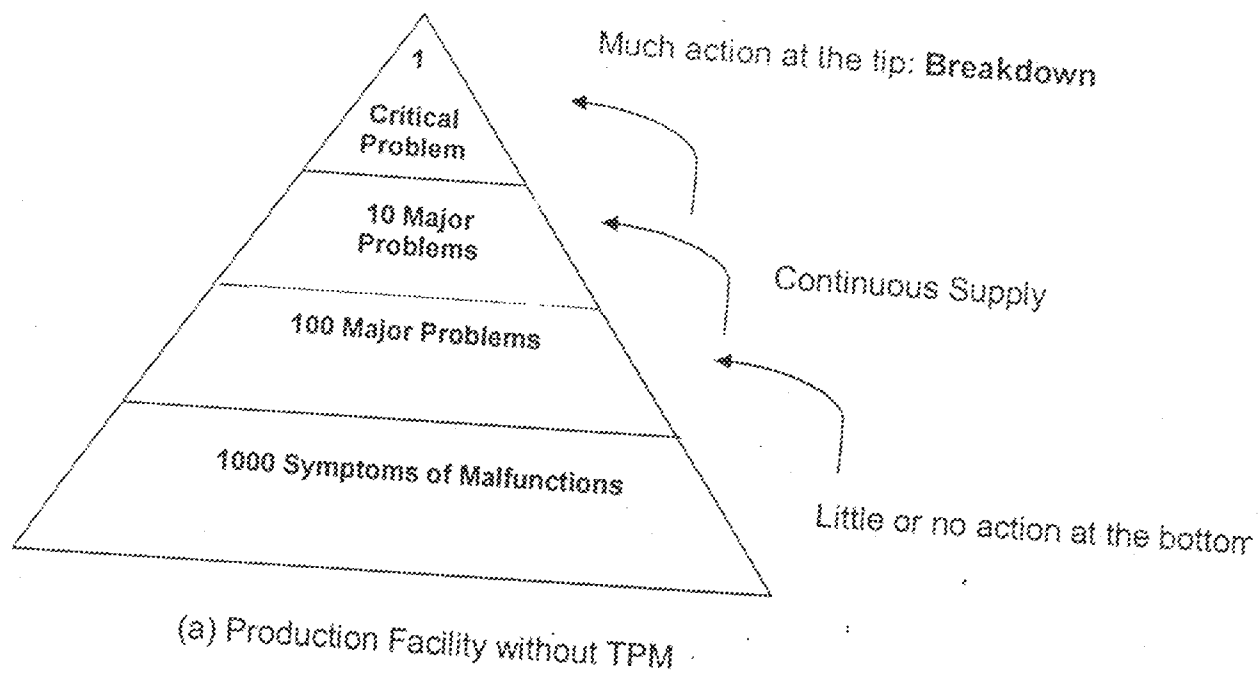 1
Much action at the tip: Breakdown
Critical
Problem
10 Major
Problems
Continuous Supply
100 Major Problems
1000 Symptoms of Malfunctions
Little or no action at the bottom
(a) Production Facility without TPM